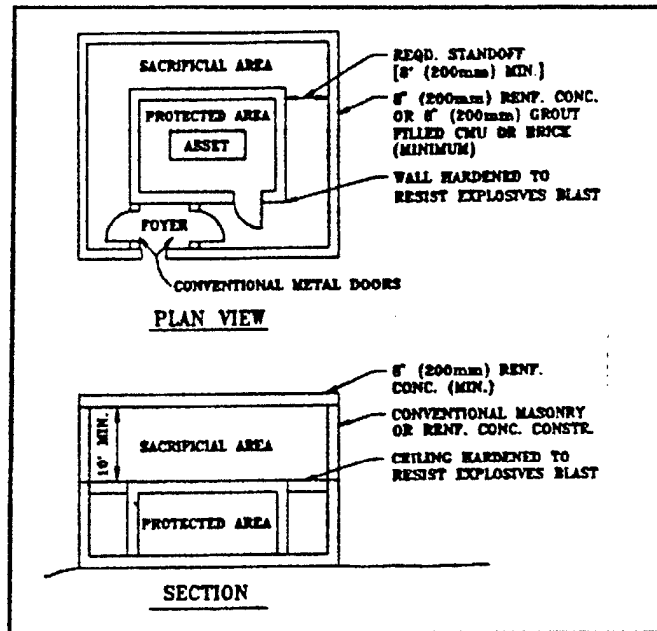 SACRIFICIAL AREA
PROTECTED AREA
ASSET
FOYER
REQD. STANDOFF
[8" (200mm) MIN.]
8" (200mm) RENF. CONC.
OR 8" (200mm) GROUT
FILLED CMU OR BRICK
(MINIMUM)
WALL HARDENED TO
RESIST EXPLOSIVES BLAST
CONVENTIONAL METAL DOORS
PLAN VIEW
8" (200mm) RENF.
CONC. (MIN.)
CONVENTIONAL MASONRY
OR RENF. CONC. CONSTR.
CEILING HARDENED TO
RESIST EXPLOSIVES BLAST
10' MIN.
SACRIFICIAL AREA
PROTECTED AREA
SECTION